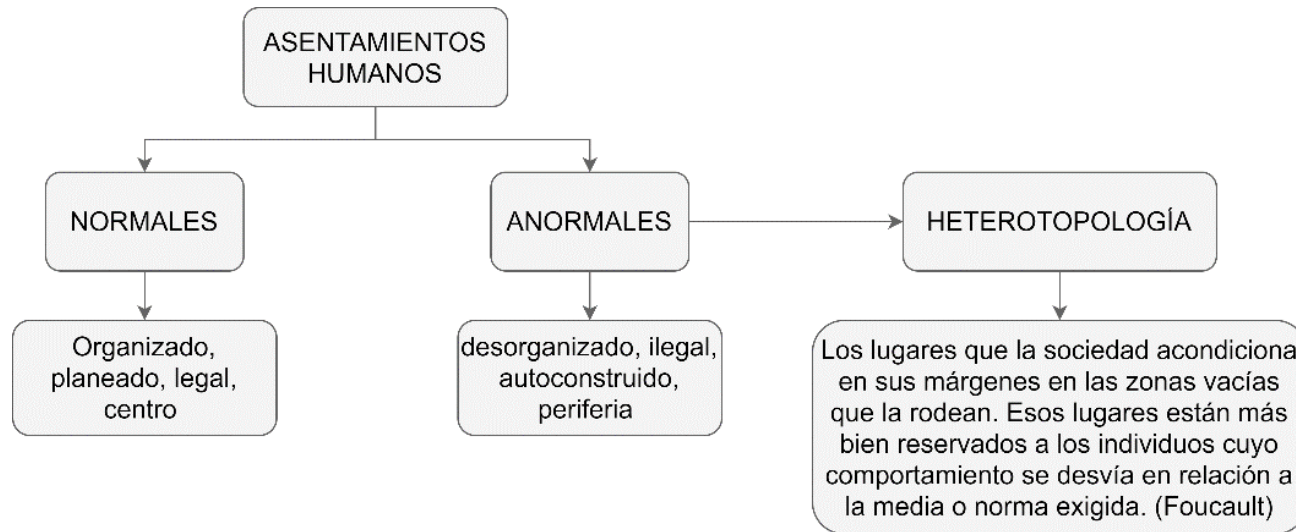 ASENTAMIENTOS
HUMANOS
NORMALES
ANORMALES
HETEROTOPOLOGÍA
Organizado,
planeado, legal,
centro
desorganizado, ilegal,
autoconstruido,
periferia
Los lugares que la sociedad acondiciona
en sus márgenes en las zonas vacías
que la rodean. Esos lugares están más
bien reservados a los individuos cuyo
comportamiento se desvía en relación a
la media o norma exigida. (Foucault)